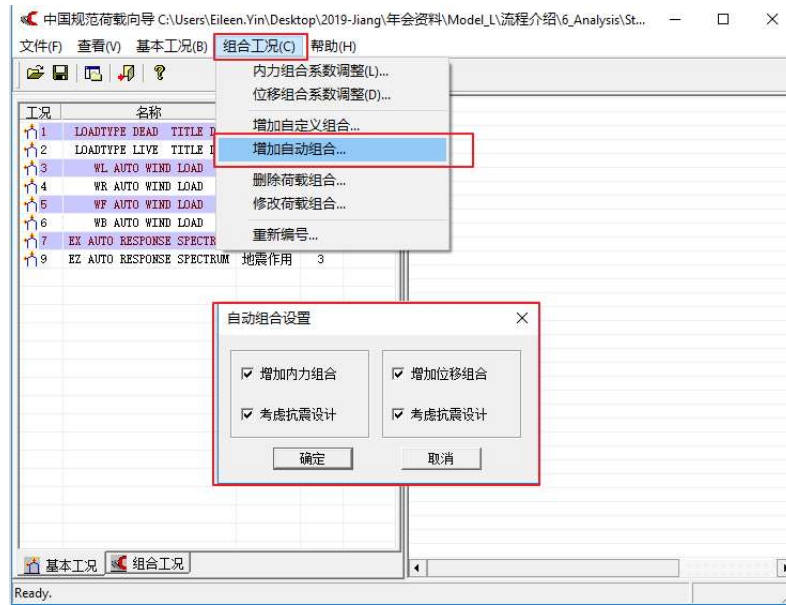 中国规范荷载向导 C:\Users\Eileen.Yin\Desktop\2019-Jiang\年会资料\Model_L\流程介绍\6_Analysis\St...
文件(F) 查看(V) 基本工况(B) 组合工况(C) 帮助(H)
内力组合系数调整(L)...
位移组合系数调整(D)...
增加自定义组合...
增加自动组合...
删除荷载组合...
修改荷载组合...
重新编号...
工况 名称
1 LOADTYPE DEAD TITLE D
2 LOADTYPE LIVE TITLE
3 WL AUTO WIND LOAD
4 WR AUTO WIND LOAD
5 WF AUTO WIND LOAD
6 WB AUTO WIND LOAD
7 EX AUTO RESPONSE SPECTR
9 EZ AUTO RESPONSE SPECTRUM 地震作用 3
自动组合设置
增加内力组合 增加位移组合
考虑抗震设计 考虑抗震设计
确定 取消
基本工况 组合工况
Ready.